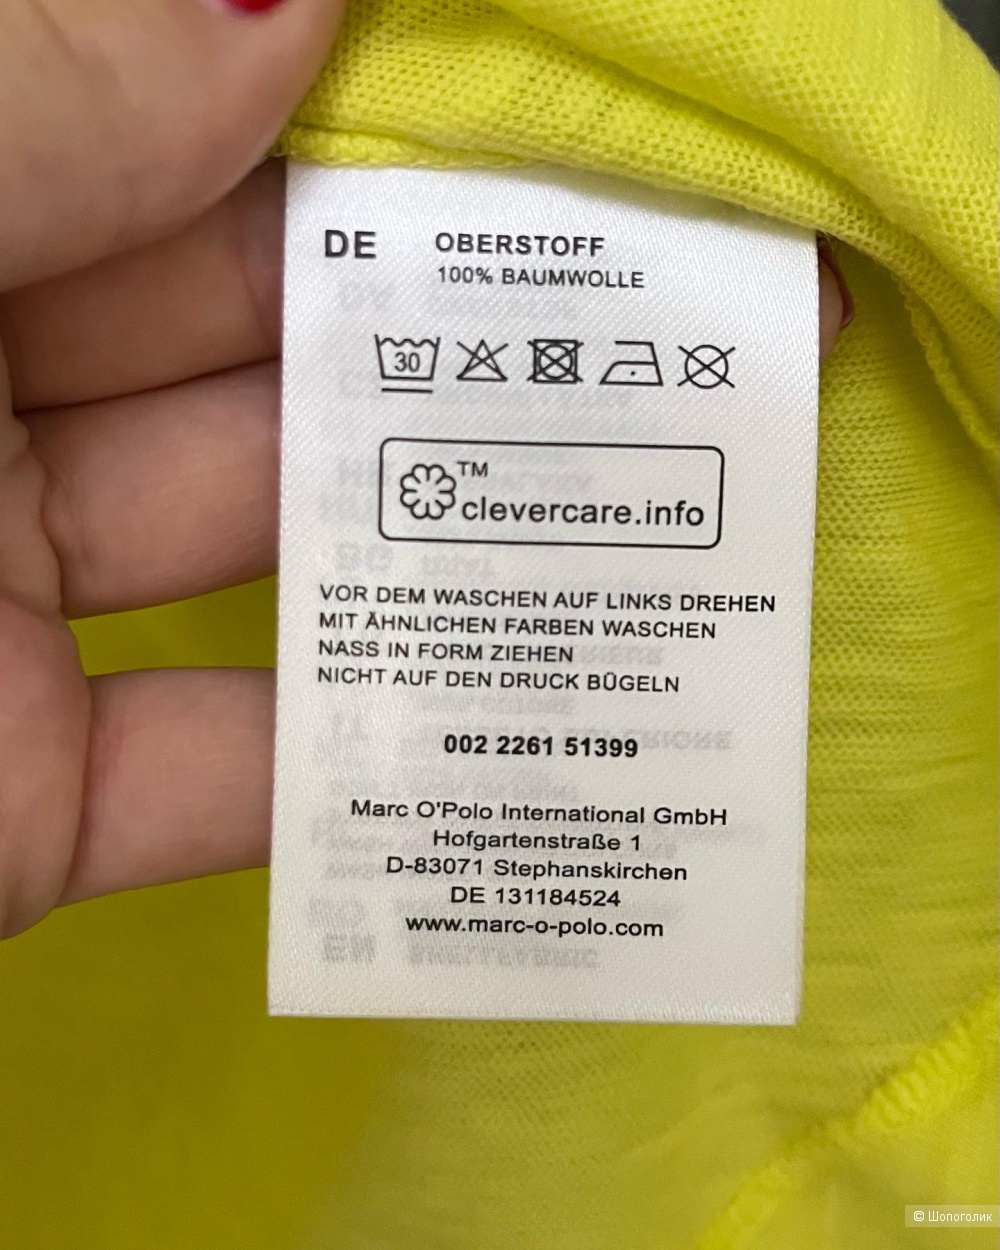 DE OBERSTOFF
100% BAUMWOLLE
30
TM
clevercare.info
VOR DEM WASCHEN AUF LINKS DREHEN
MIT ÄHNLICHEN FARBEN WASCHEN
NASS IN FORM ZIEHEN
NICHT AUF DEN DRUCK BÜGELN
002 2261 51399
Marc O'Polo International GmbH
Hofgartenstraße 1
D-83071 Stephanskirchen
DE 131184524
www.marc-o-polo.com
© Шопоголик